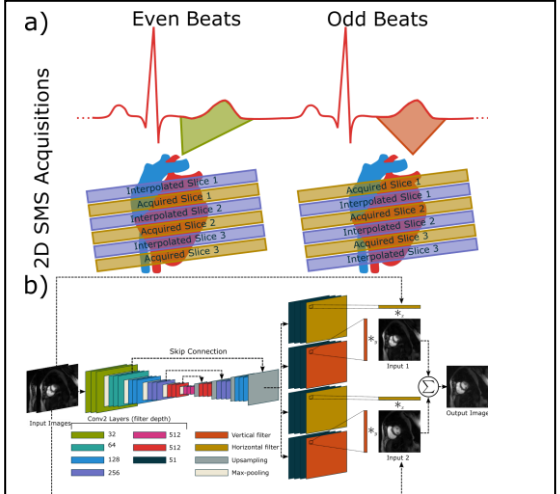 a)
Even Beats
Odd Beats
2D SMS Acquisitions
Interpolated Slice 1
Acquired Slice 1
Interpolated Slice 2
Acquired Slice 2
Interpolated Slice 3
Acquired Slice 3
Acquired Slice 1
Interpolated Slice 1
Acquired Slice 2
Interpolated Slice 2
Acquired Slice 3
Interpolated Slice 3
b)
Skip Connection
Input Images
Input 1
Input 2
Σ
Output Image
Conv2 Layers (filter depth)
32
64
128
256
512
512
51
Vertical filter
Horizontal filter
Upsampling
Max-pooling